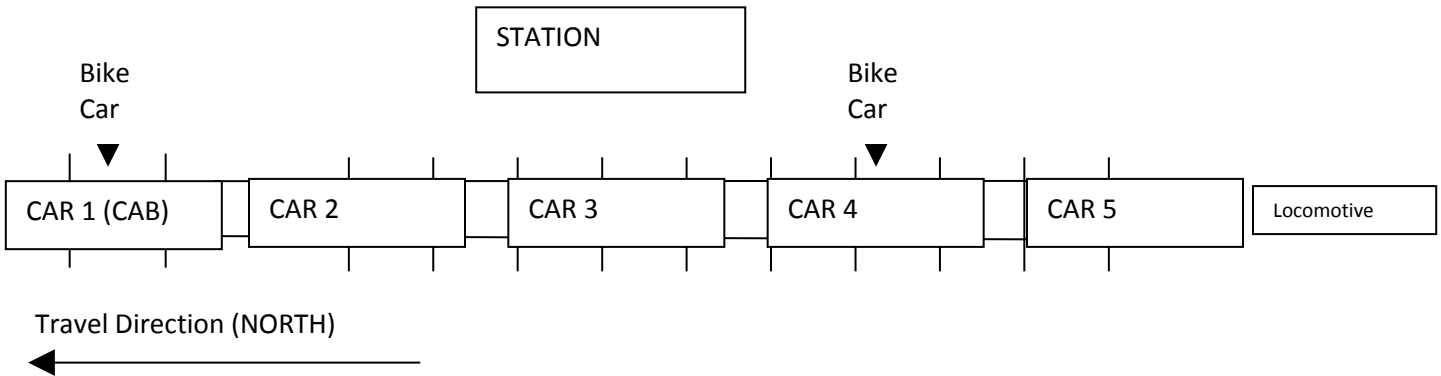 STATION
Bike
Car
Bike
Car
CAR 1 (CAB)
CAR 2
CAR 3
CAR 4
CAR 5
Locomotive
Travel Direction (NORTH)